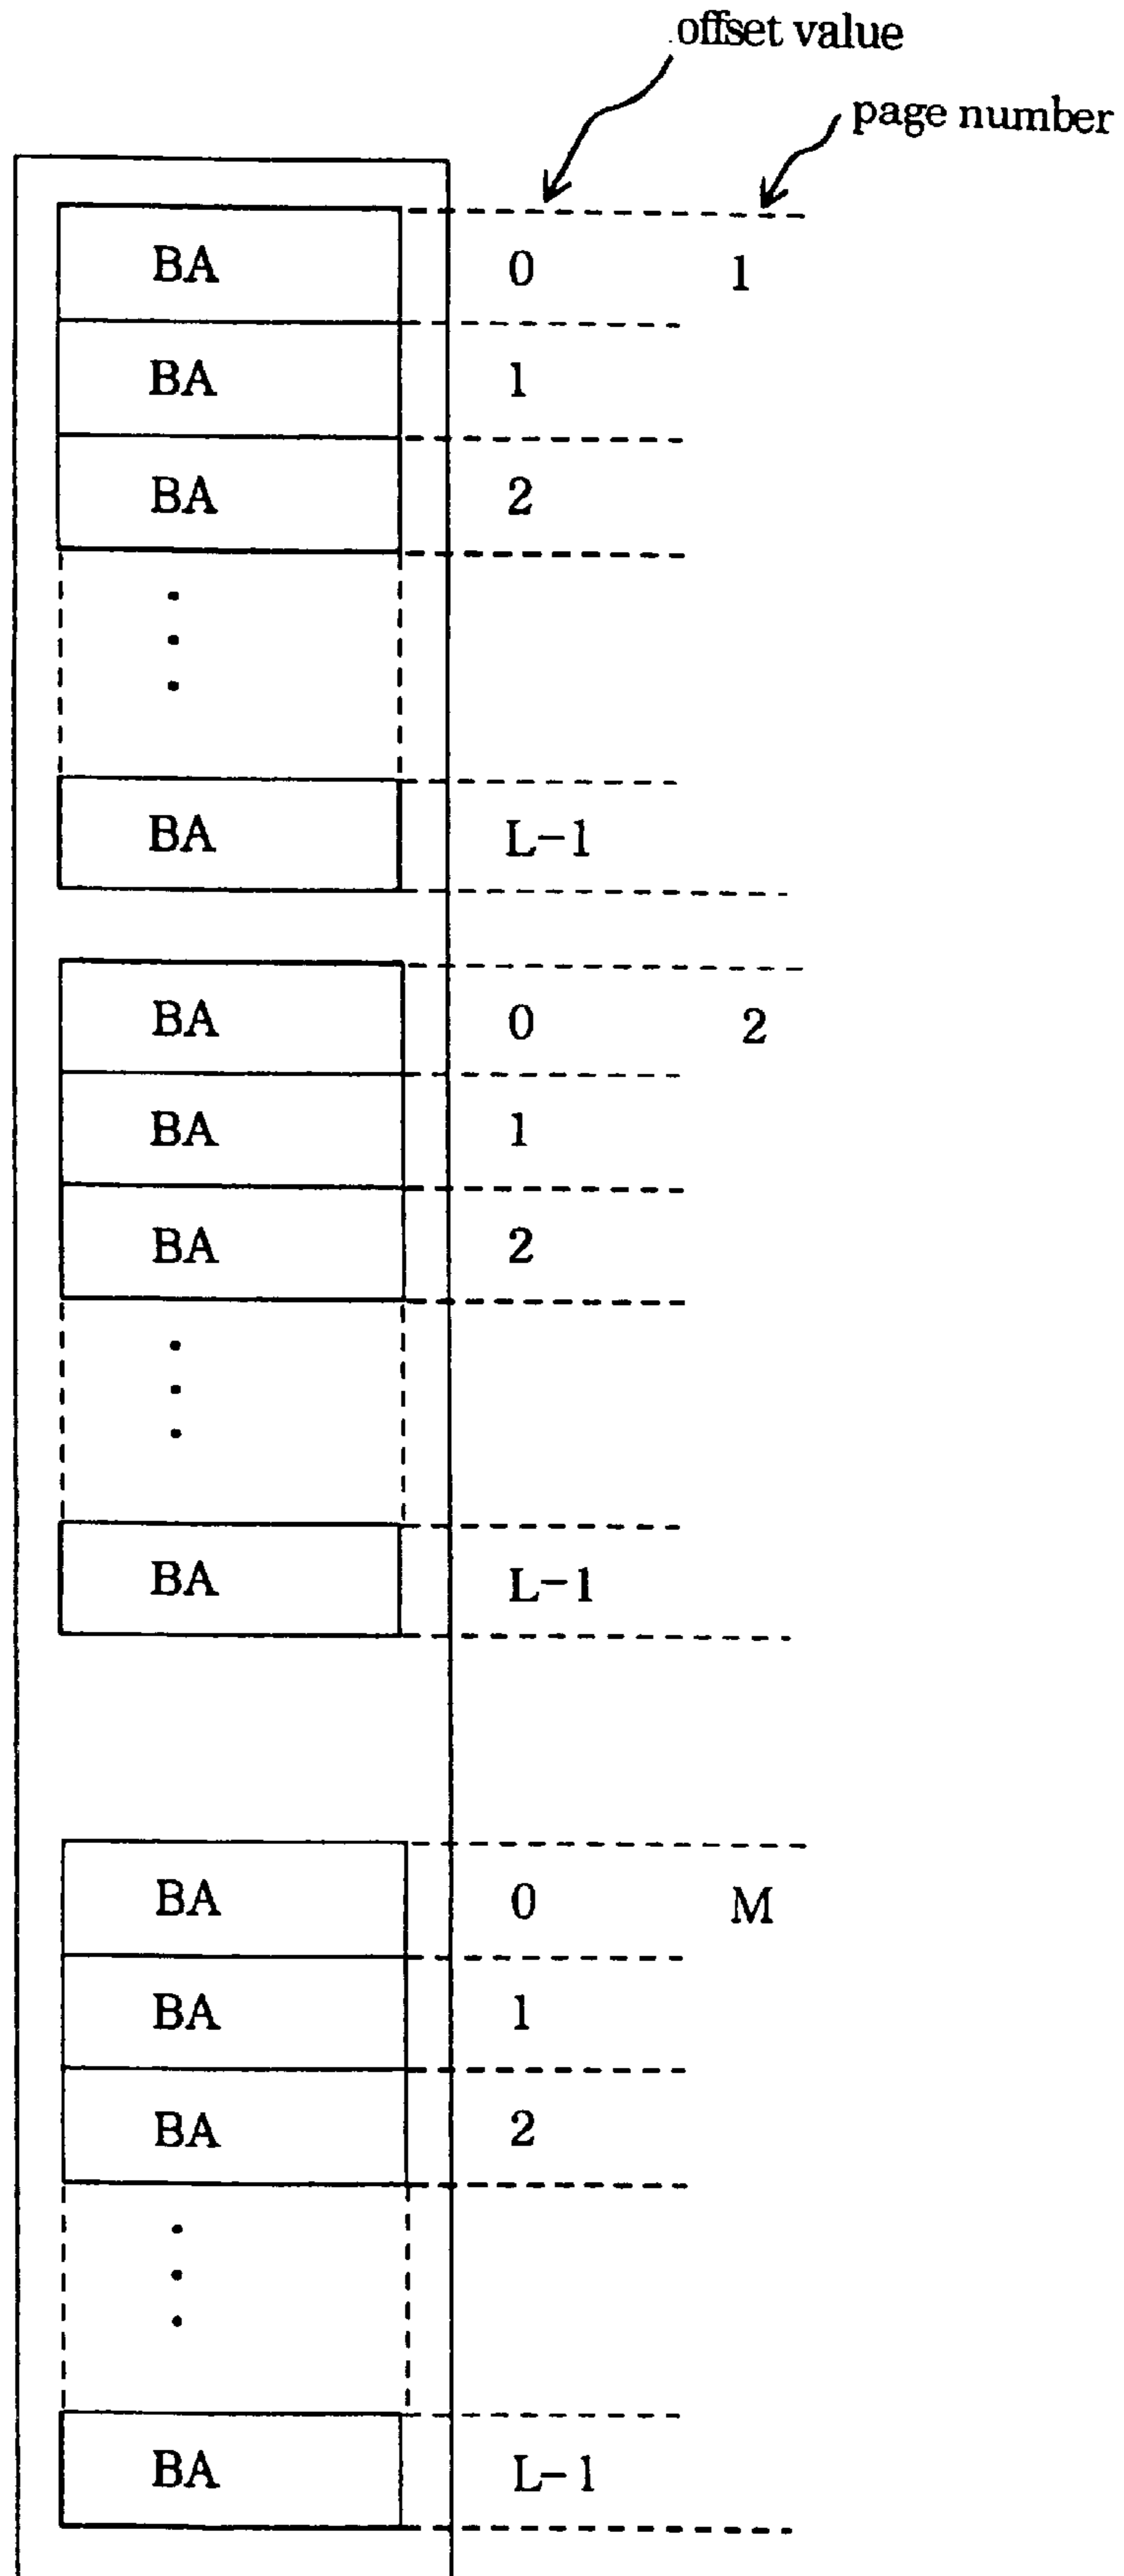 offset value
page number
BA 0 1
BA 1
BA 2
BA L-1
BA 0 2
BA 1
BA 2
BA L-1
BA 0 M
BA 1
BA 2
BA L-1